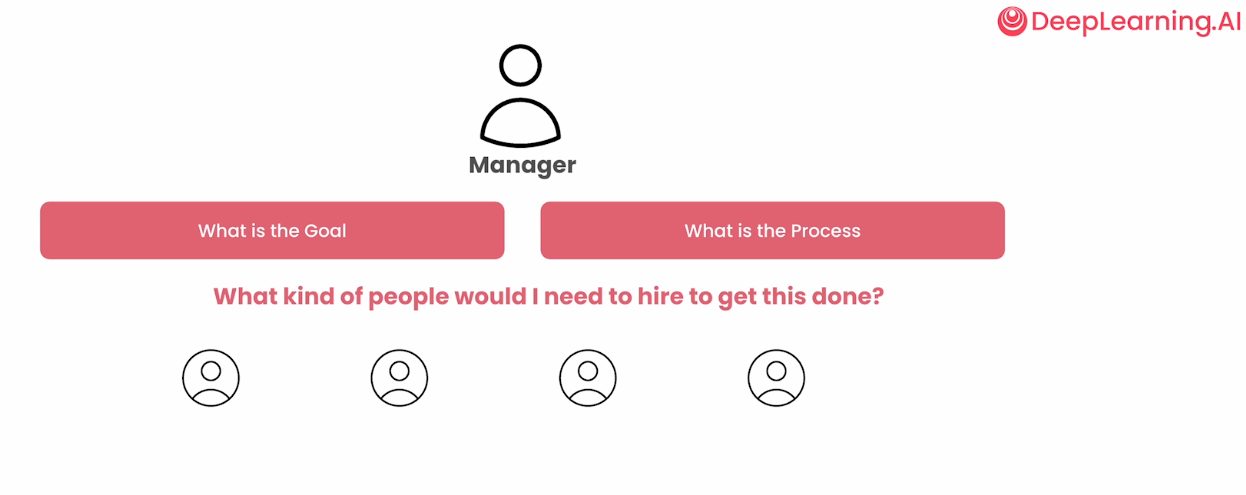 DeepLearning.AI
Manager
What is the Goal
What is the Process
What kind of people would I need to hire to get this done?